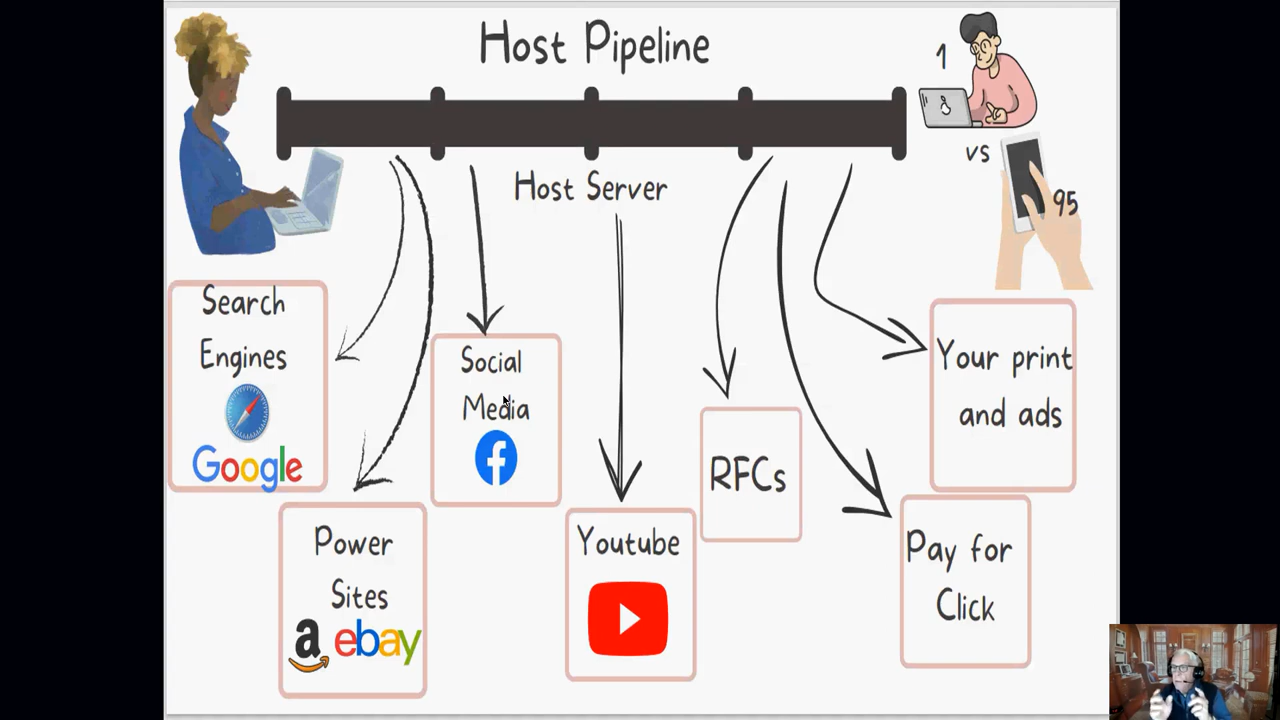 Host Pipeline
1
vs
95
Host Server
Search
Engines
Google
Power
Sites
a ebay
Social
Media
f
Youtube
RFCs
Pay for
Click
Your print
and ads